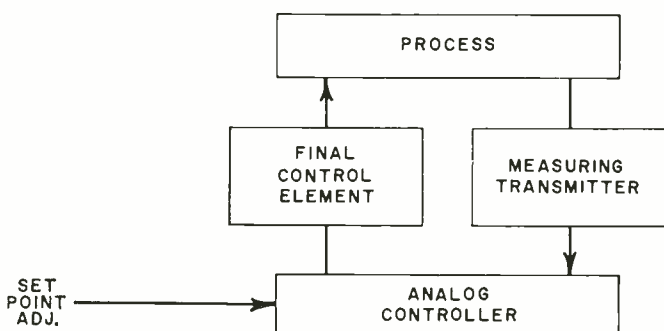 PROCESS
FINAL
CONTROL
ELEMENT
MEASURING
TRANSMITTER
SET
POINT
ADJ.
ANALOG
CONTROLLER